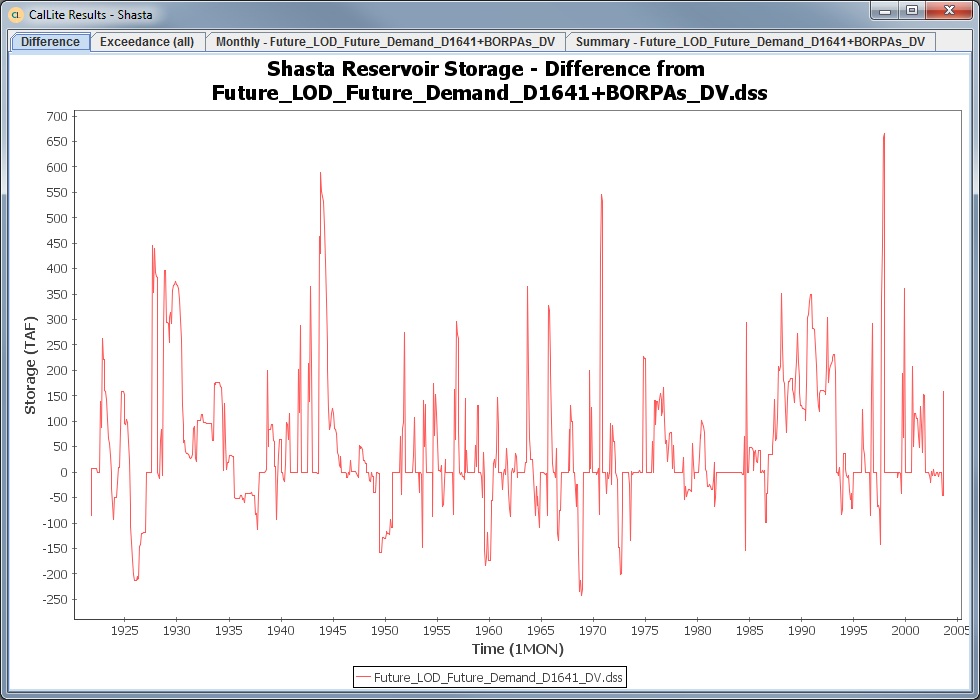 CL CalLite Results - Shasta
Difference Exceedance (all) Monthly - Future_LOD_Future_Demand_D1641+BORPAs_DV Summary - Future_LOD_Future_Demand_D1641+BORPAs_DV
Shasta Reservoir Storage - Difference from
Future_LOD_Future_Demand_D1641+BORPAs_DV.dss
700
650
600
550
500
450
400
350
300
250
200
150
100
50
0
-50
-100
-150
-200
-250
Storage (TAF)
1925 1930 1935 1940 1945 1950 1955 1960 1965 1970 1975 1980 1985 1990 1995 2000 2005
Time (1MON)
Future_LOD_Future_Demand_D1641_DV.dss